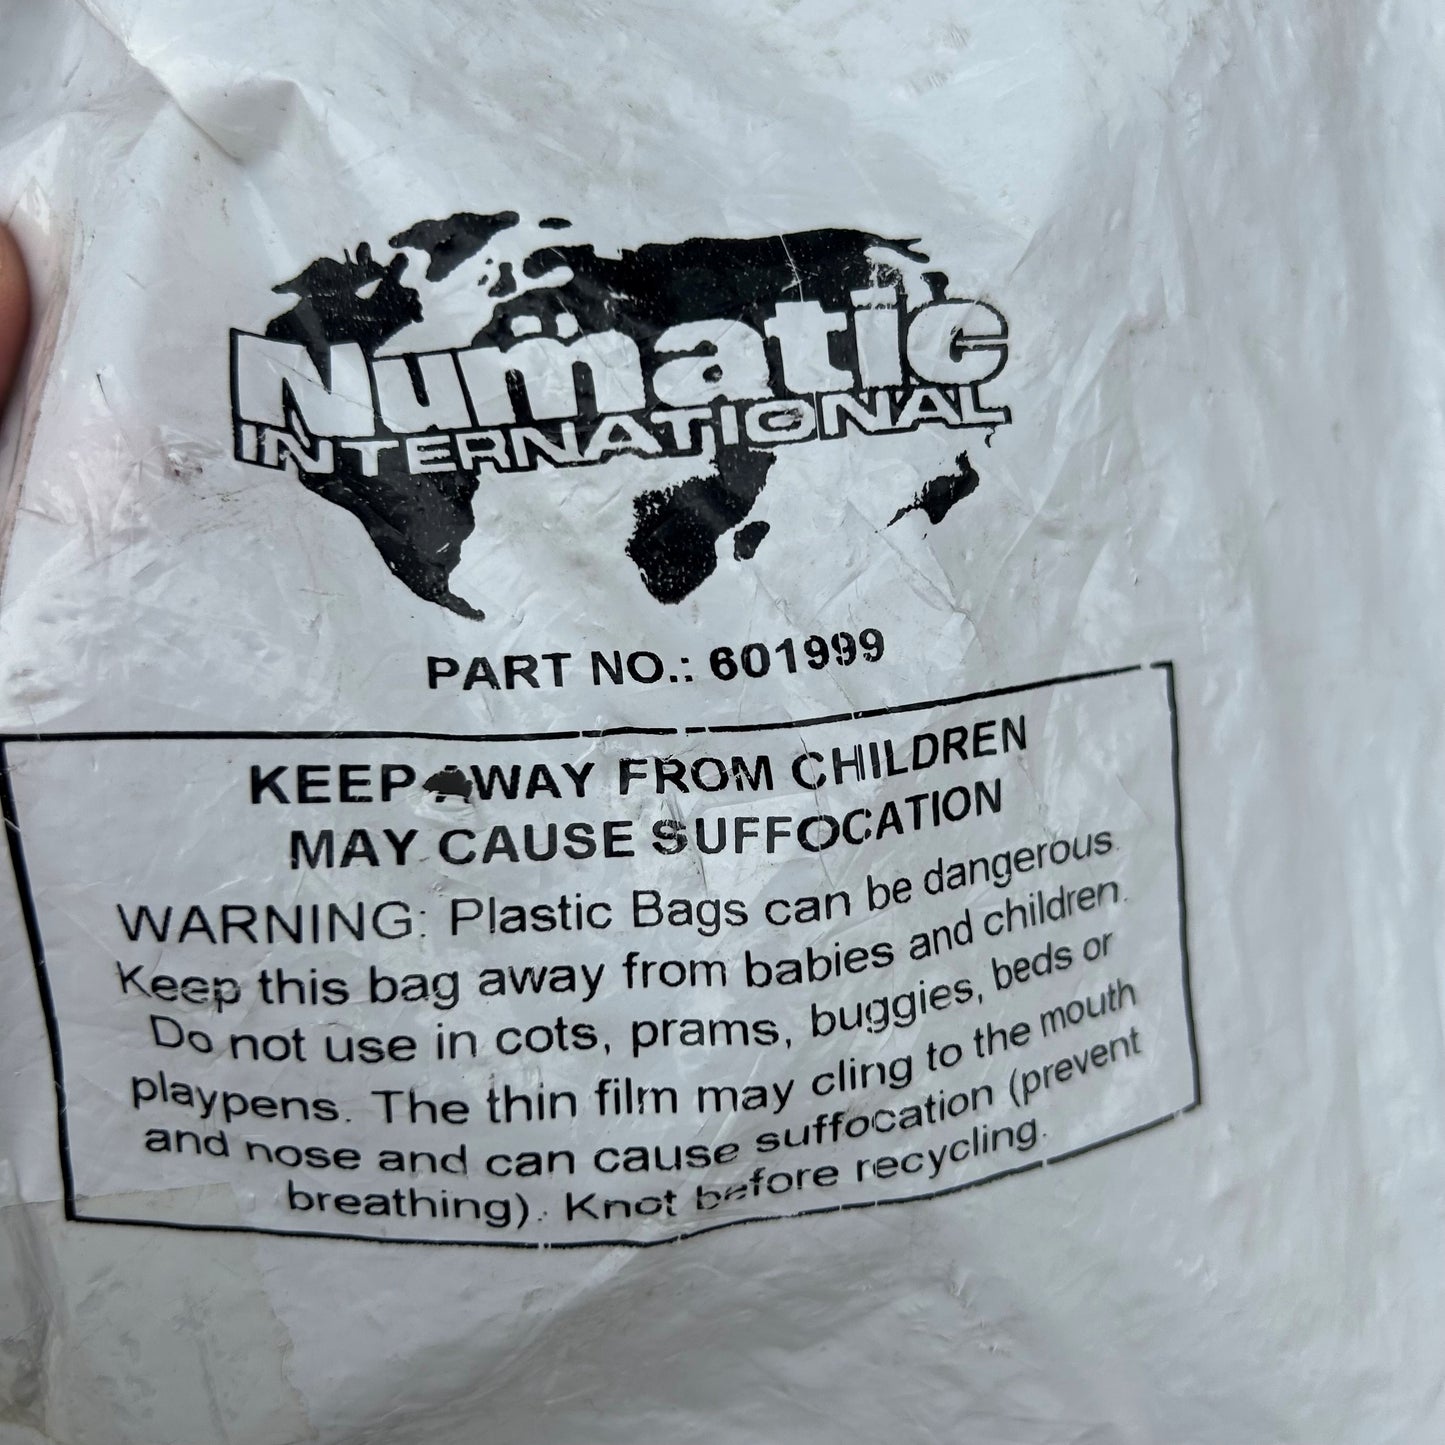 Numatic
INTERNATIONAL
PART NO.: 601999
KEEP AWAY FROM CHILDREN
MAY CAUSE SUFFOCATION
WARNING: Plastic Bags can be dangerous.
Keep this bag away from babies and children.
Do not use in cots, prams, buggies, beds or
playpens. The thin film may cling to the mouth
and nose and can cause suffocation (prevent
breathing). Knot before recycling.